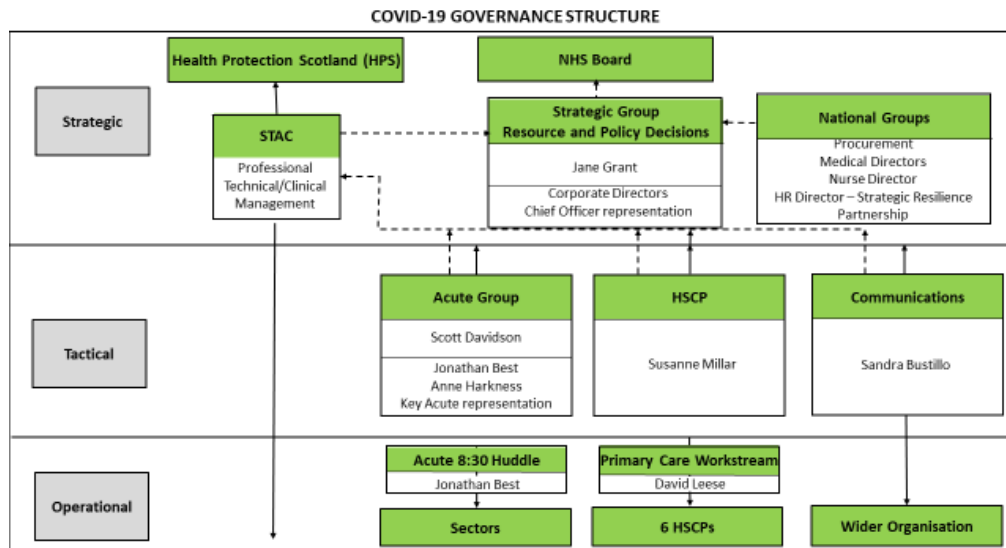 COVID-19 GOVERNANCE STRUCTURE
Strategic
Health Protection Scotland (HPS)
NHS Board
STAC
Professional
Technical/Clinical
Management
Strategic Group
Resource and Policy Decisions
Jane Grant
Corporate Directors
Chief Officer representation
National Groups
Procurement
Medical Directors
Nurse Director
HR Director – Strategic Resilience
Partnership
Tactical
Acute Group
Scott Davidson
Jonathan Best
Anne Harkness
Key Acute representation
HSCP
Susanne Millar
Communications
Sandra Bustillo
Operational
Acute 8:30 Huddle
Jonathan Best
Sectors
Primary Care Workstream
David Leese
6 HSCPs
Wider Organisation